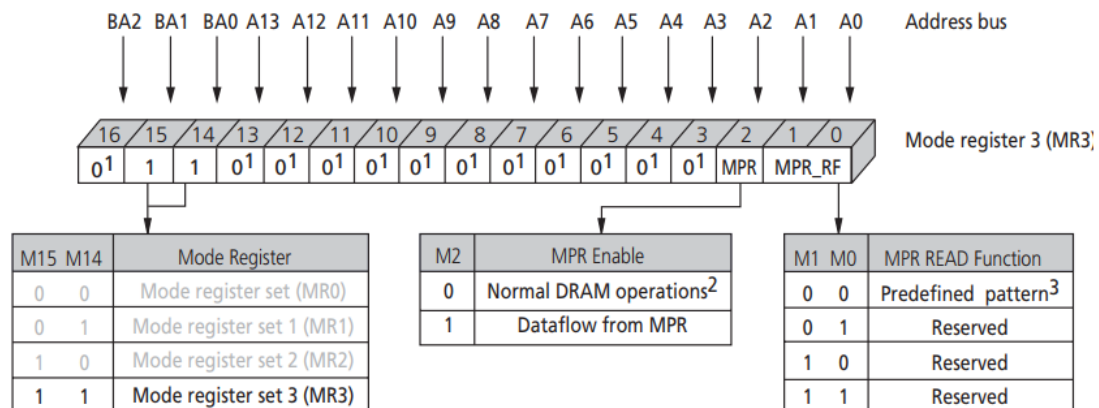 BA2 BA1 BA0 A13 A12 A11 A10 A9 A8 A7 A6 A5 A4 A3 A2 A1 A0 Address bus
16 15 14 13 12 11 10 9 8 7 6 5 4 3 2 1 0 Mode register 3 (MR3)
0¹ 1 1 0¹ 0¹ 0¹ 0¹ 0¹ 0¹ 0¹ 0¹ 0¹ 0¹ 0¹ MPR MPR_RF
M15 M14 Mode Register
0 0 Mode register set (MR0)
0 1 Mode register set 1 (MR1)
1 0 Mode register set 2 (MR2)
1 1 Mode register set 3 (MR3)
M2 MPR Enable
0 Normal DRAM operations²
1 Dataflow from MPR
M1 M0 MPR READ Function
0 0 Predefined pattern³
0 1 Reserved
1 0 Reserved
1 1 Reserved